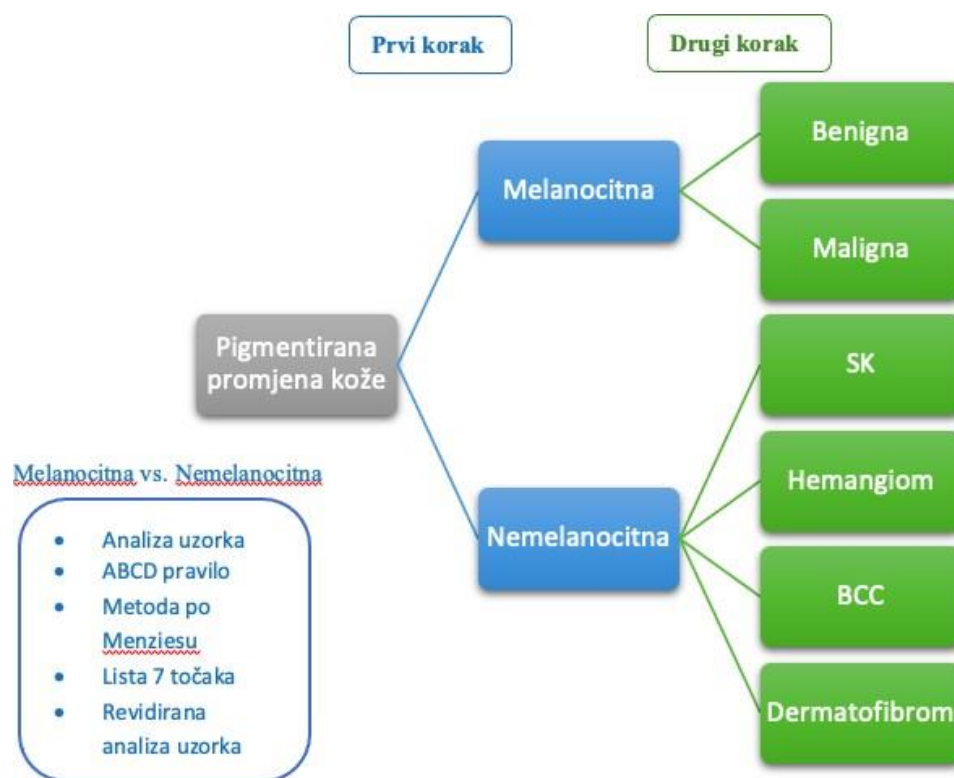 Prvi korak
Drugi korak
Benigna
Melanocitna
Maligna
Pigmentirana
promjena kože
SK
Hemangiom
Nemelanocitna
BCC
Dermatofibrom
Melanocitna vs. Nemelanocitna
• Analiza uzorka
• ABCD pravilo
• Metoda po
Menziesu
• Lista 7 točaka
• Revidirana
analiza uzorka